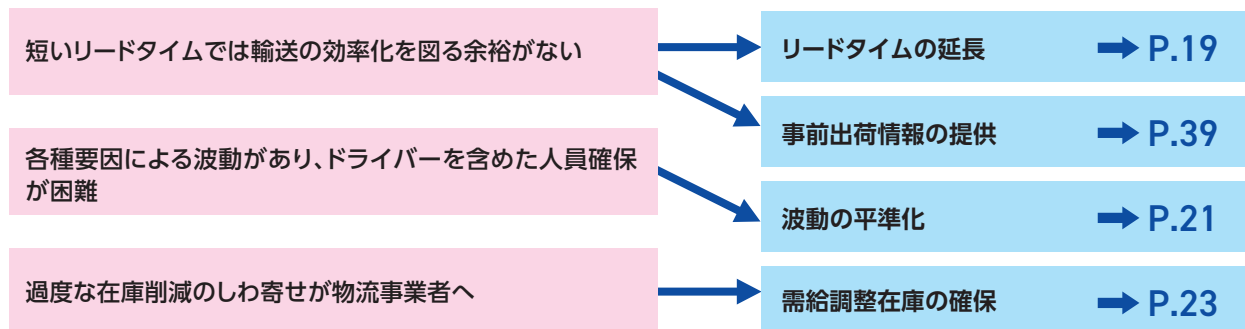 短いリードタイムでは輸送の効率化を図る余裕がない
リードタイムの延長 ➡ P.19
事前出荷情報の提供 ➡ P.39
各種要因による波動があり、ドライバーを含めた人員確保
が困難
波動の平準化 ➡ P.21
過度な在庫削減のしわ寄せが物流事業者へ
需給調整在庫の確保 ➡ P.23